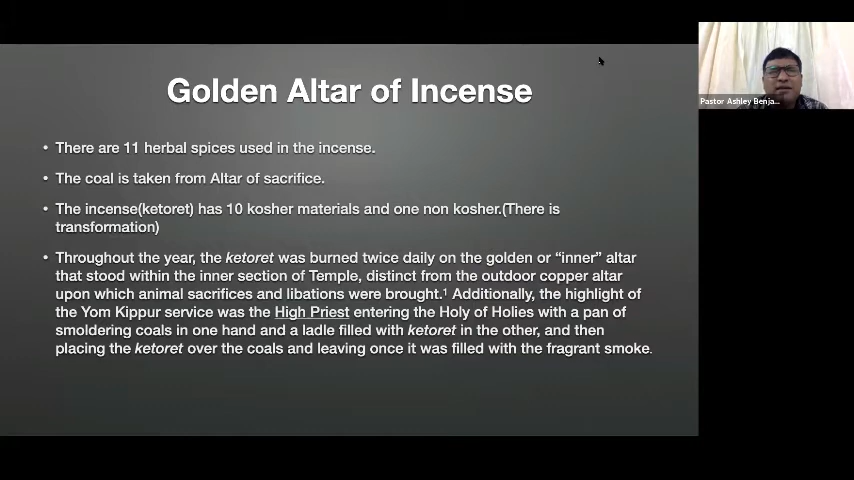 Golden Altar of Incense
• There are 11 herbal spices used in the incense.
• The coal is taken from Altar of sacrifice.
• The incense(ketoret) has 10 kosher materials and one non kosher.(There is
transformation)
• Throughout the year, the ketoret was burned twice daily on the golden or “inner” altar
that stood within the inner section of Temple, distinct from the outdoor copper altar
upon which animal sacrifices and libations were brought.¹ Additionally, the highlight of
the Yom Kippur service was the High Priest entering the Holy of Holies with a pan of
smoldering coals in one hand and a ladle filled with ketoret in the other, and then
placing the ketoret over the coals and leaving once it was filled with the fragrant smoke.
Pastor Ashley Benja...